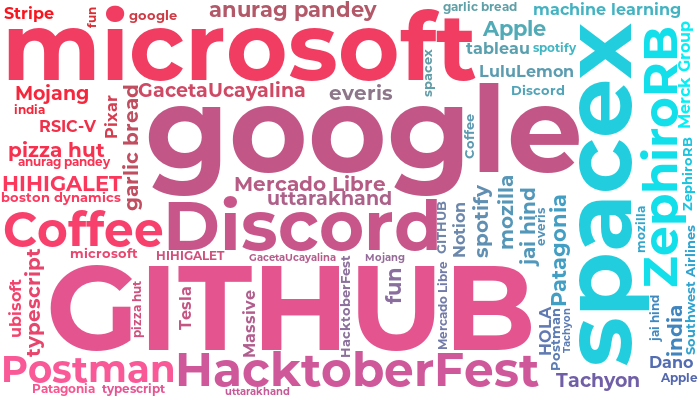 Stripe
fun
google
anurag pandey
garlic bread
machine learning
microsoft
Apple
tableau
spotify
spacex
LuluLemon
Discord
Mojang
india
RSIC-V
Pixar
garlic bread
GacetaUcayalina
everis
google
Coffee
spacex
ZephiroRB
Merck Group
ZephiroRB
pizza hut
anurag pandey
HIHIGALET
boston dynamics
Mercado Libre
uttarakhand
Coffee
Discord
GITHUB
Notion
spotify
mozilla
jai hind
everis
Patagonia
mozilla
Southwest Airlines
microsoft
HIHIGALET
GacetaUcayalina
Mojang
ubisoft
typescript
GITHUB
pizza hut
Tesla
Massive
HacktoberFest
fun
Mercado Libre
HOLA
Postman
Tachyon
jai hind
india
Postman
HacktoberFest
Dano
Tachyon
Apple
Patagonia
typescript
uttarakhand